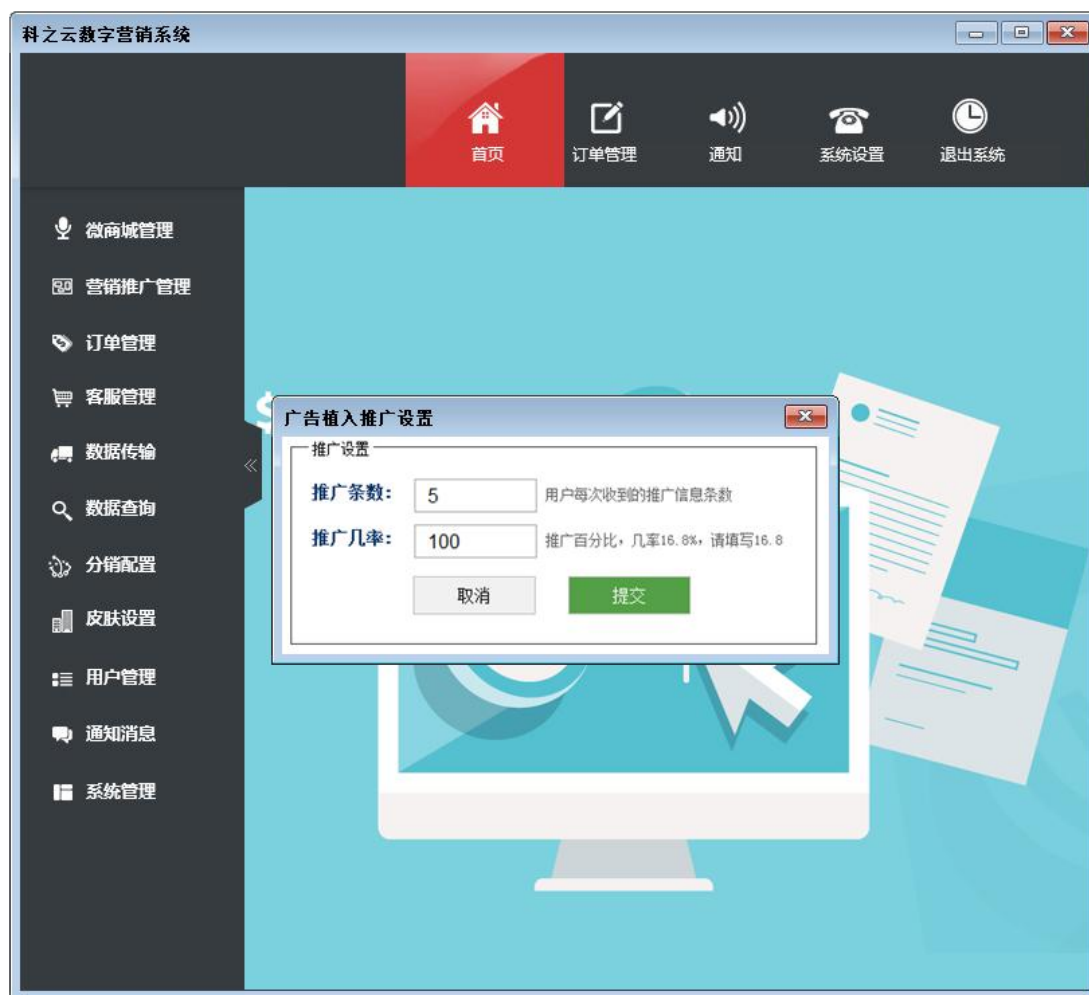 科之云数字营销系统
首页
订单管理
通知
系统设置
退出系统
微商城管理
营销推广管理
订单管理
客服管理
数据传输
数据查询
分销配置
皮肤设置
用户管理
通知消息
系统管理
广告植入推广设置
推广设置
推广条数: 5 用户每次收到的推广信息条数
推广几率: 100 推广百分比，几率16.8%，请填写16.8
取消 提交